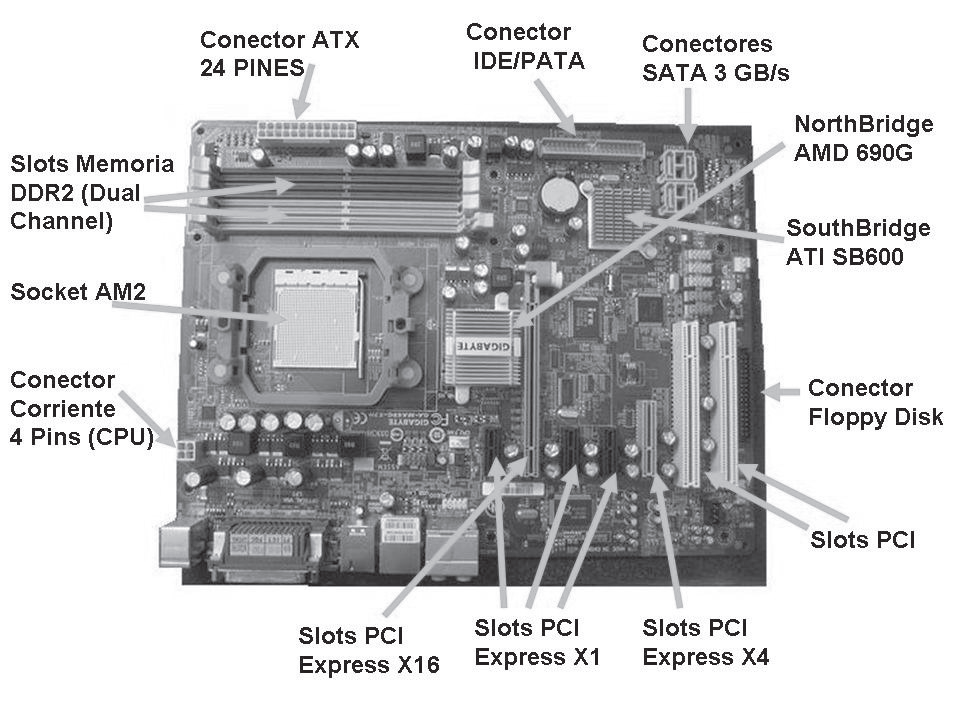 Conector ATX
24 PINES
Conector
IDE/PATA
Conectores
SATA 3 GB/s
NorthBridge
AMD 690G
Slots Memoria
DDR2 (Dual
Channel)
SouthBridge
ATI SB600
Socket AM2
GIGABYTE
Conector
Corriente
4 Pins (CPU)
Conector
Floppy Disk
GIGABYTE
Slots PCI
Slots PCI
Express X16
Slots PCI
Express X1
Slots PCI
Express X4